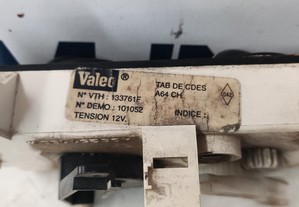 Valeo®
TAB DE CDES
A64 CH
N° VTH : 133761F
N° DEMO : 101052
TENSION 12V.
INDICE :